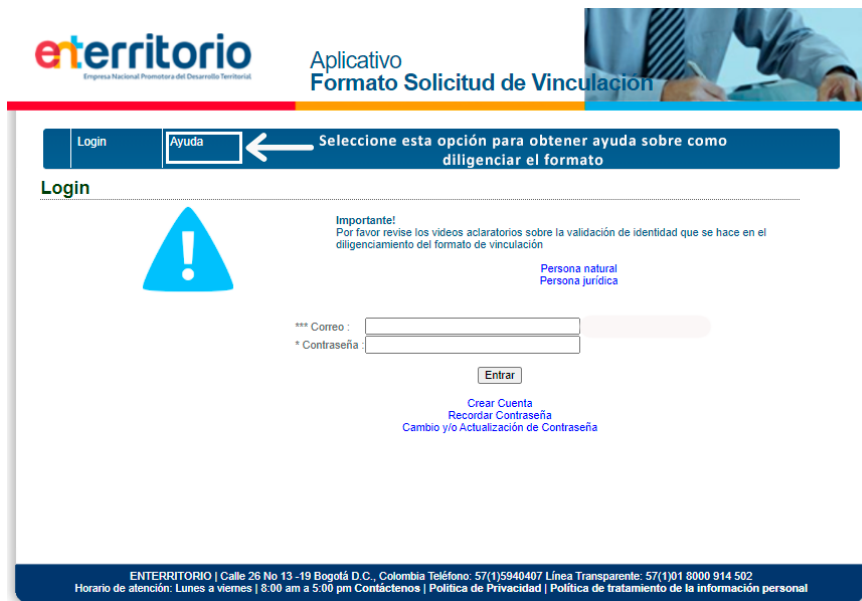 enterritorio
Empresa Nacional Promotora del Desarrollo Territorial
Aplicativo
Formato Solicitud de Vinculación
Login
Ayuda
Seleccione esta opción para obtener ayuda sobre como
diligenciar el formato
Login
Importante!
Por favor revise los videos aclaratorios sobre la validación de identidad que se hace en el
diligenciamiento del formato de vinculación
Persona natural
Persona jurídica
*** Correo :
* Contraseña :
Entrar
Crear Cuenta
Recordar Contraseña
Cambio y/o Actualización de Contraseña
ENTERRITORIO | Calle 26 No 13 -19 Bogotá D.C., Colombia Teléfono: 57(1)5940407 Línea Transparente: 57(1)01 8000 914 502
Horario de atención: Lunes a viernes | 8:00 am a 5:00 pm Contáctenos | Politica de Privacidad | Política de tratamiento de la información personal